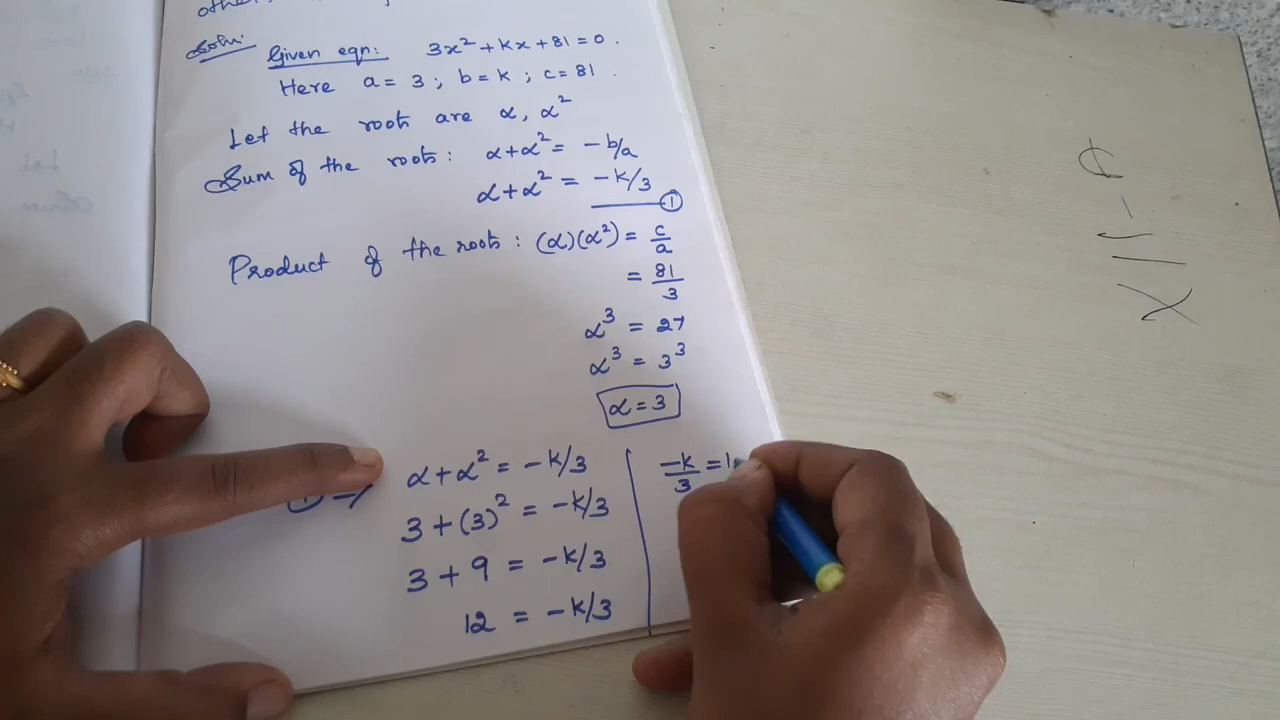 Soln:
Given eqn: 3x² + kx + 81 = 0.
Here a = 3 ; b = k ; c = 81 .
Let the roots are α, α²
Sum of the roots : α + α² = -b/a
α + α² = -k/3
①
Product of the roots : (α)(α²) = c/a
= 81/3
α³ = 27
α³ = 3³
α = 3
α + α² = -k/3
3 + (3)² = -k/3
3 + 9 = -k/3
12 = -k/3
-k/3 = 1